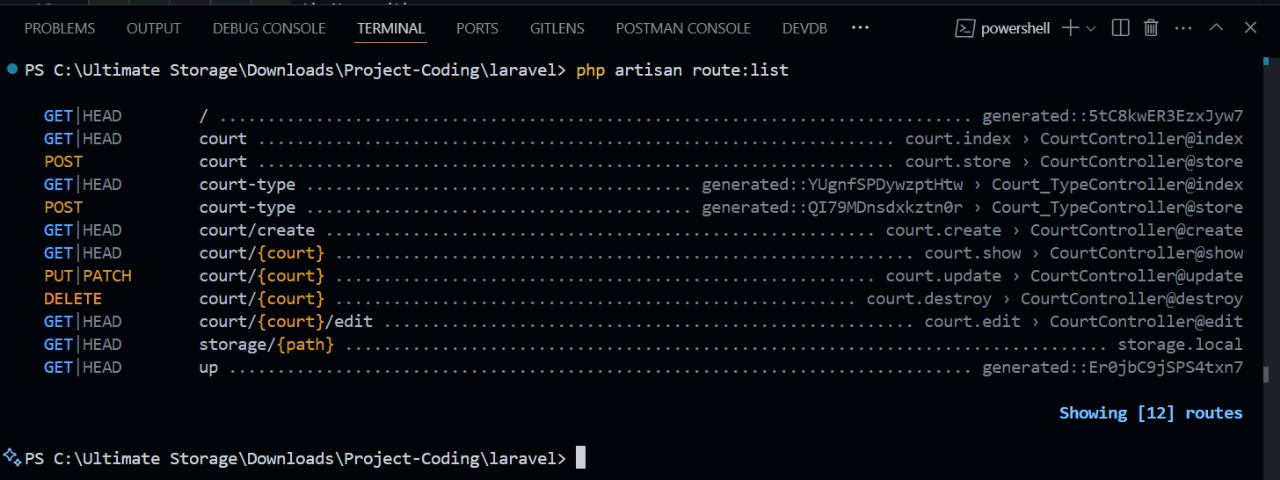 PROBLEMS OUTPUT DEBUG CONSOLE TERMINAL PORTS GITLENS POSTMAN CONSOLE DEVDB ··· powershell
PS C:\Ultimate Storage\Downloads\Project-Coding\laravel> php artisan route:list
GET|HEAD / .............................................................................. generated::5tC8kwER3EzxJyw7
GET|HEAD court .................................................................. court.index › CourtController@index
POST court .................................................................. court.store › CourtController@store
GET|HEAD court-type ........................................ generated::YUgnfSPDywzptHtw › Court_TypeController@index
POST court-type ........................................ generated::QI79MDnsdxkztn0r › Court_TypeController@store
GET|HEAD court/create ......................................................... court.create › CourtController@create
GET|HEAD court/{court} ............................................................ court.show › CourtController@show
PUT|PATCH court/{court} ........................................................ court.update › CourtController@update
DELETE court/{court} ...................................................... court.destroy › CourtController@destroy
GET|HEAD court/{court}/edit ....................................................... court.edit › CourtController@edit
GET|HEAD storage/{path} ............................................................................... storage.local
GET|HEAD up ............................................................................. generated::Er0jbC9jSPS4txn7
Showing [12] routes
PS C:\Ultimate Storage\Downloads\Project-Coding\laravel>